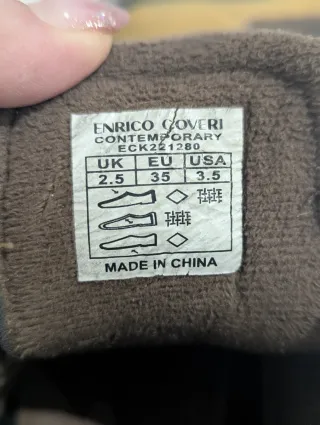 ENRICO COVERI
CONTEMPORARY
ECK221280
UK EU USA
2.5 35 3.5
MADE IN CHINA